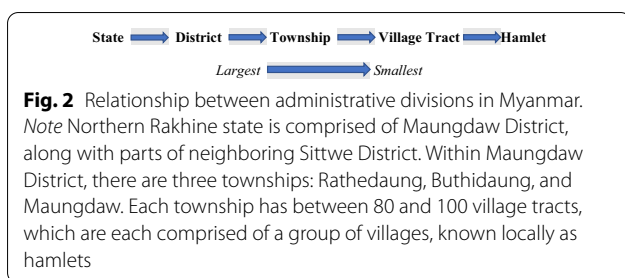 State District Township Village Tract Hamlet
Largest Smallest
Fig. 2 Relationship between administrative divisions in Myanmar.
Note Northern Rakhine state is comprised of Maungdaw District,
along with parts of neighboring Sittwe District. Within Maungdaw
District, there are three townships: Rathedaung, Buthidaung, and
Maungdaw. Each township has between 80 and 100 village tracts,
which are each comprised of a group of villages, known locally as
hamlets